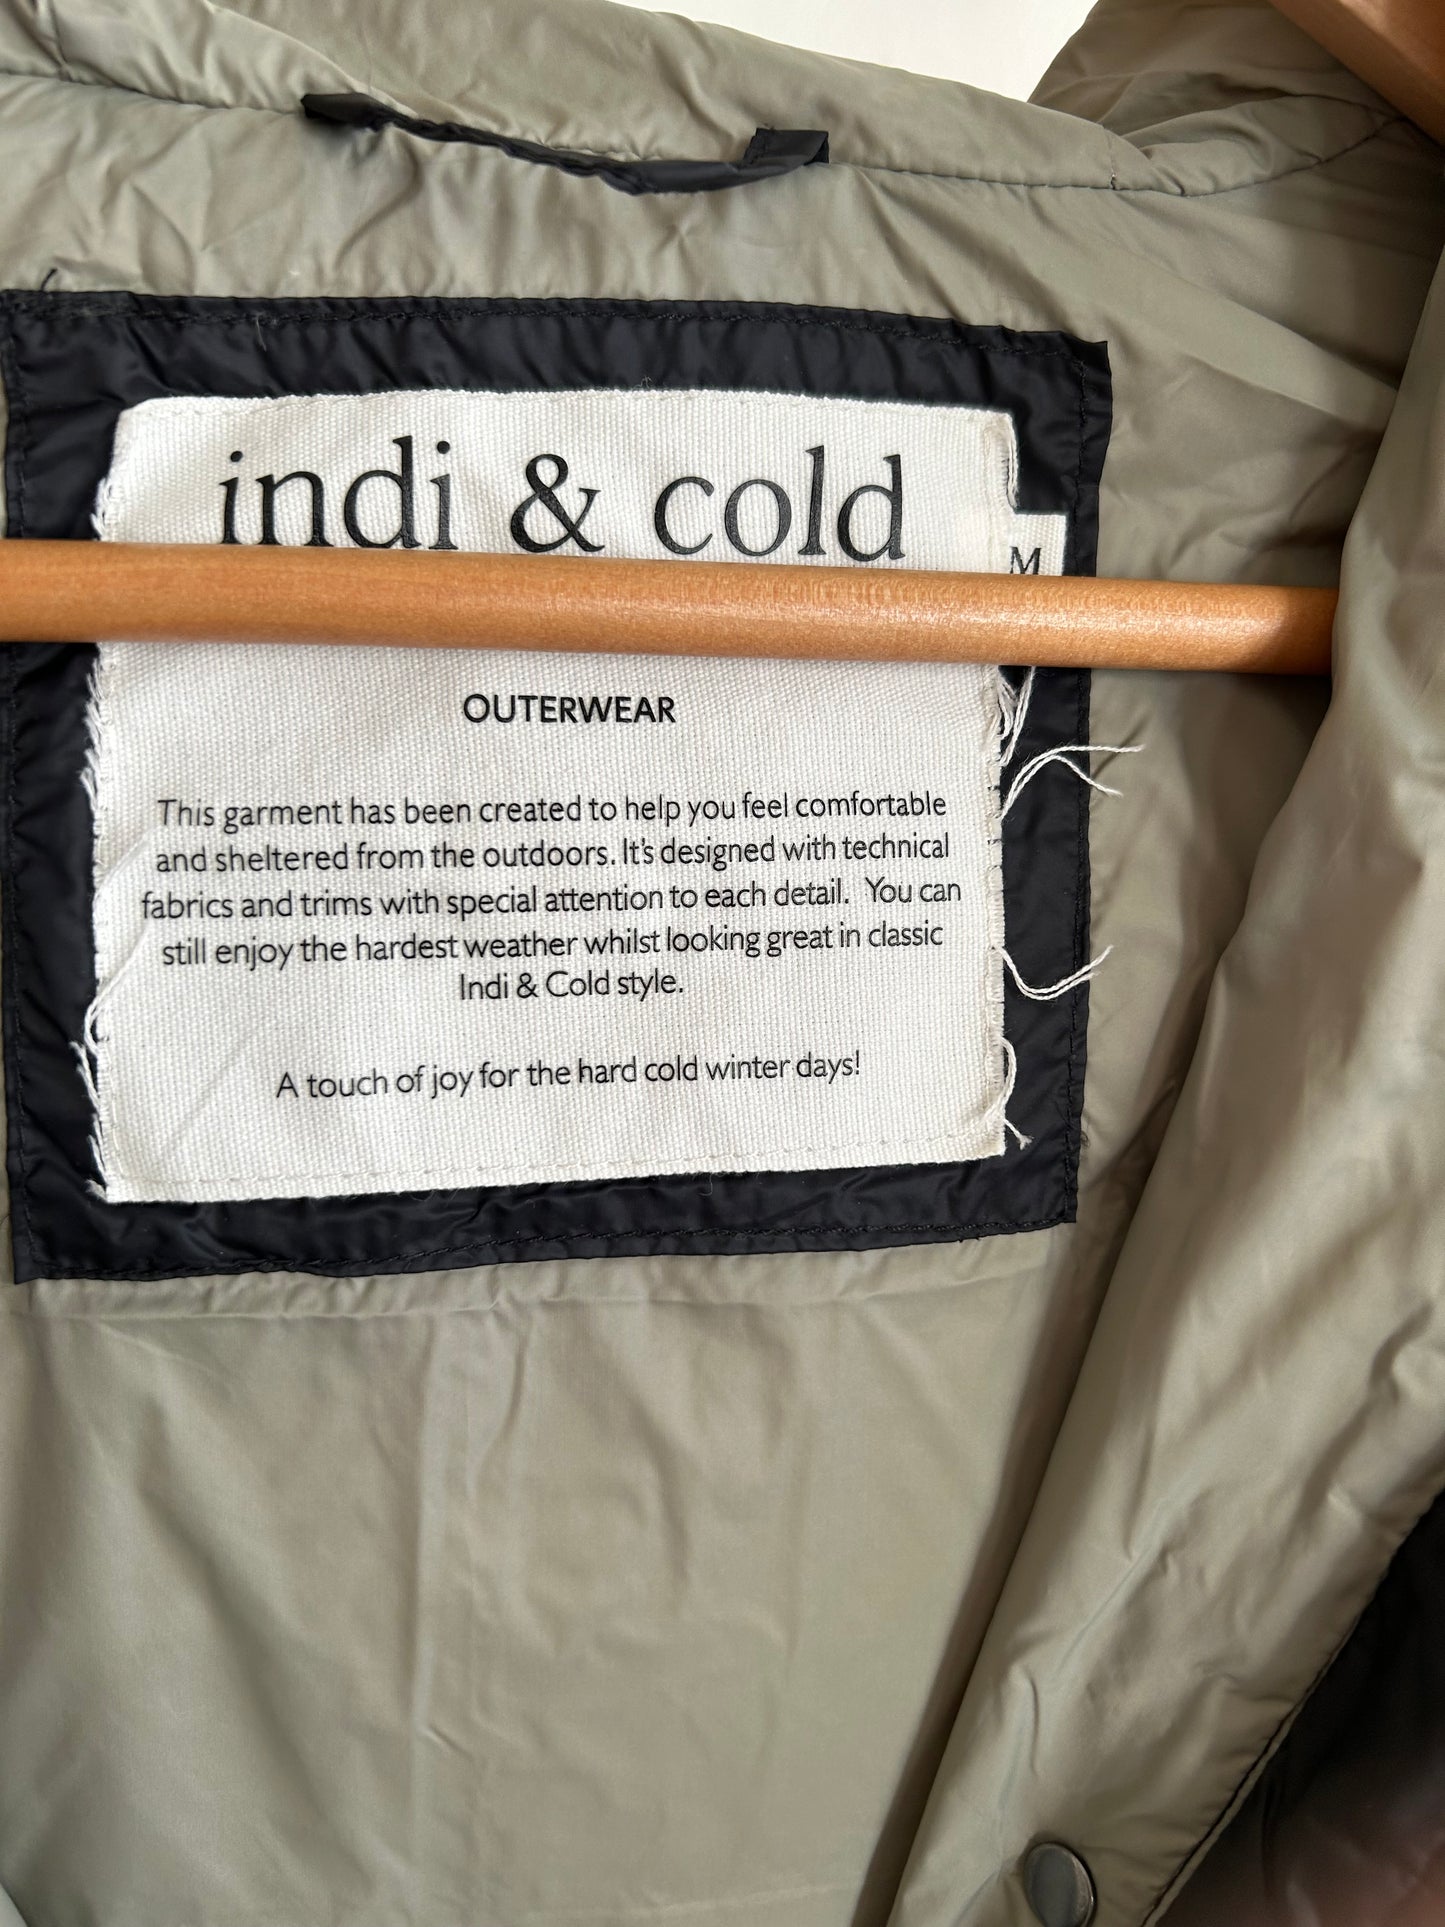 indi & cold
M
OUTERWEAR
This garment has been created to help you feel comfortable
and sheltered from the outdoors. It's designed with technical
fabrics and trims with special attention to each detail. You can
still enjoy the hardest weather whilst looking great in classic
Indi & Cold style.
A touch of joy for the hard cold winter days!